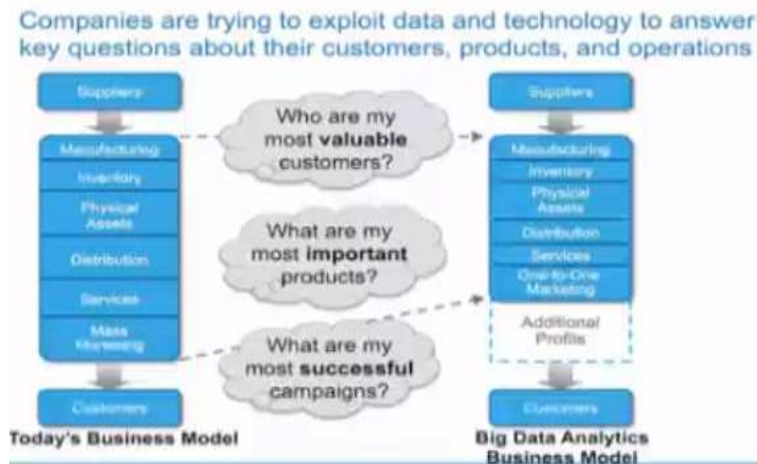 Companies are trying to exploit data and technology to answer
key questions about their customers, products, and operations
Suppliers
Manufacturing
Inventory
Physical
Assets
Distribution
Services
Mass
Marketing
Customers
Today's Business Model
Who are my
most valuable
customers?
What are my
most important
products?
What are my
most successful
campaigns?
Suppliers
Manufacturing
Inventory
Physical
Assets
Distribution
Services
One-to-One
Marketing
Additional
Profits
Customers
Big Data Analytics
Business Model